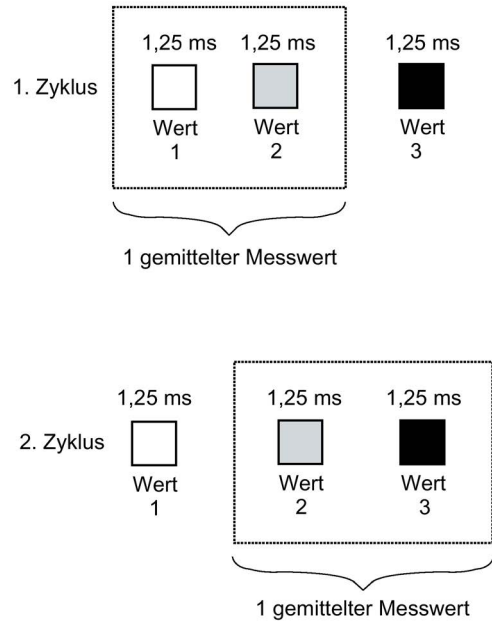 1,25 ms 1,25 ms 1,25 ms
1. Zyklus
Wert Wert Wert
1 2 3
1 gemittelter Messwert
1,25 ms 1,25 ms 1,25 ms
2. Zyklus
Wert Wert Wert
1 2 3
1 gemittelter Messwert